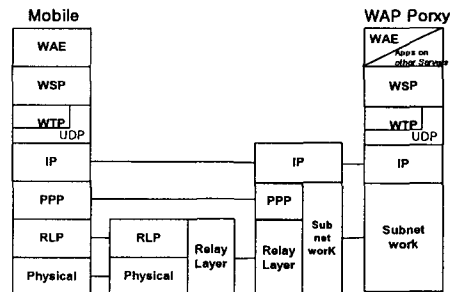 Mobile
WAP Porxy
WAE
WAE
Apps on
other Servers
WSP
WSP
WTP
UDP
WTP
UDP
IP
IP
IP
PPP
PPP
Sub
net
worK
Subnet
work
RLP
RLP
Relay
Layer
Relay
Layer
Physical
Physical